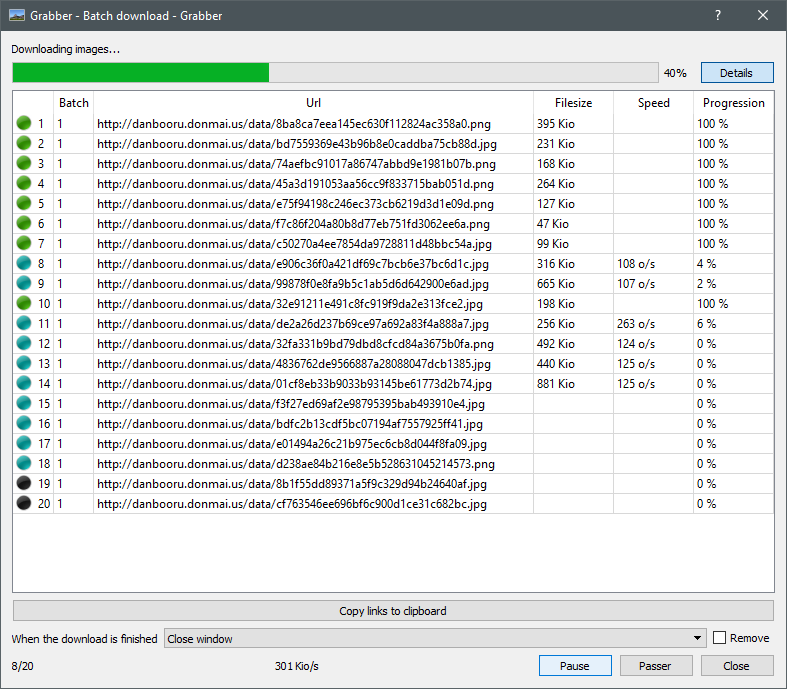 Grabber - Batch download - Grabber
Downloading images...
40% Details
Batch Url Filesize Speed Progression
1 1 http://danbooru.donmai.us/data/8ba8ca7eea145ec630f112824ac358a0.png 395 Kio 100 %
2 1 http://danbooru.donmai.us/data/bd7559369e43b96b8e0caddba75cb88d.jpg 231 Kio 100 %
3 1 http://danbooru.donmai.us/data/74aefbc91017a86747abbd9e1981b07b.png 168 Kio 100 %
4 1 http://danbooru.donmai.us/data/45a3d191053aa56cc9f833715bab051d.png 264 Kio 100 %
5 1 http://danbooru.donmai.us/data/e75f94198c246ec373cb6219d3d1e09d.png 127 Kio 100 %
6 1 http://danbooru.donmai.us/data/f7c86f204a80b8d77eb751fd3062ee6a.png 47 Kio 100 %
7 1 http://danbooru.donmai.us/data/c50270a4ee7854da9728811d48bbc54a.jpg 99 Kio 100 %
8 1 http://danbooru.donmai.us/data/e906c36f0a421df69c7bcb6e37bc6d1c.jpg 316 Kio 108 o/s 4 %
9 1 http://danbooru.donmai.us/data/99878f0e8fa9b5c1ab5d6d642900e6ad.jpg 665 Kio 107 o/s 2 %
10 1 http://danbooru.donmai.us/data/32e91211e491c8fc919f9da2e313fce2.jpg 198 Kio 100 %
11 1 http://danbooru.donmai.us/data/de2a26d237b69ce97a692a83f4a888a7.jpg 256 Kio 263 o/s 6 %
12 1 http://danbooru.donmai.us/data/32fa331b9bd79dbd8cfcd84a3675b0fa.png 492 Kio 124 o/s 0 %
13 1 http://danbooru.donmai.us/data/4836762de9566887a28088047dcb1385.jpg 440 Kio 125 o/s 0 %
14 1 http://danbooru.donmai.us/data/01cf8eb33b9033b93145be61773d2b74.jpg 881 Kio 125 o/s 0 %
15 1 http://danbooru.donmai.us/data/f3f27ed69af2e98795395bab493910e4.jpg 0 %
16 1 http://danbooru.donmai.us/data/bdfc2b13cdf5bc07194af7557925ff41.jpg 0 %
17 1 http://danbooru.donmai.us/data/e01494a26c21b975ec6cb8d044f8fa09.jpg 0 %
18 1 http://danbooru.donmai.us/data/d238ae84b216e8e5b528631045214573.png 0 %
19 1 http://danbooru.donmai.us/data/8b1f55dd89371a5f9c329d94b24640af.jpg 0 %
20 1 http://danbooru.donmai.us/data/cf763546ee696bf6c900d1ce31c682bc.jpg 0 %
Copy links to clipboard
When the download is finished Close window Remove
8/20 301 Kio/s Pause Passer Close